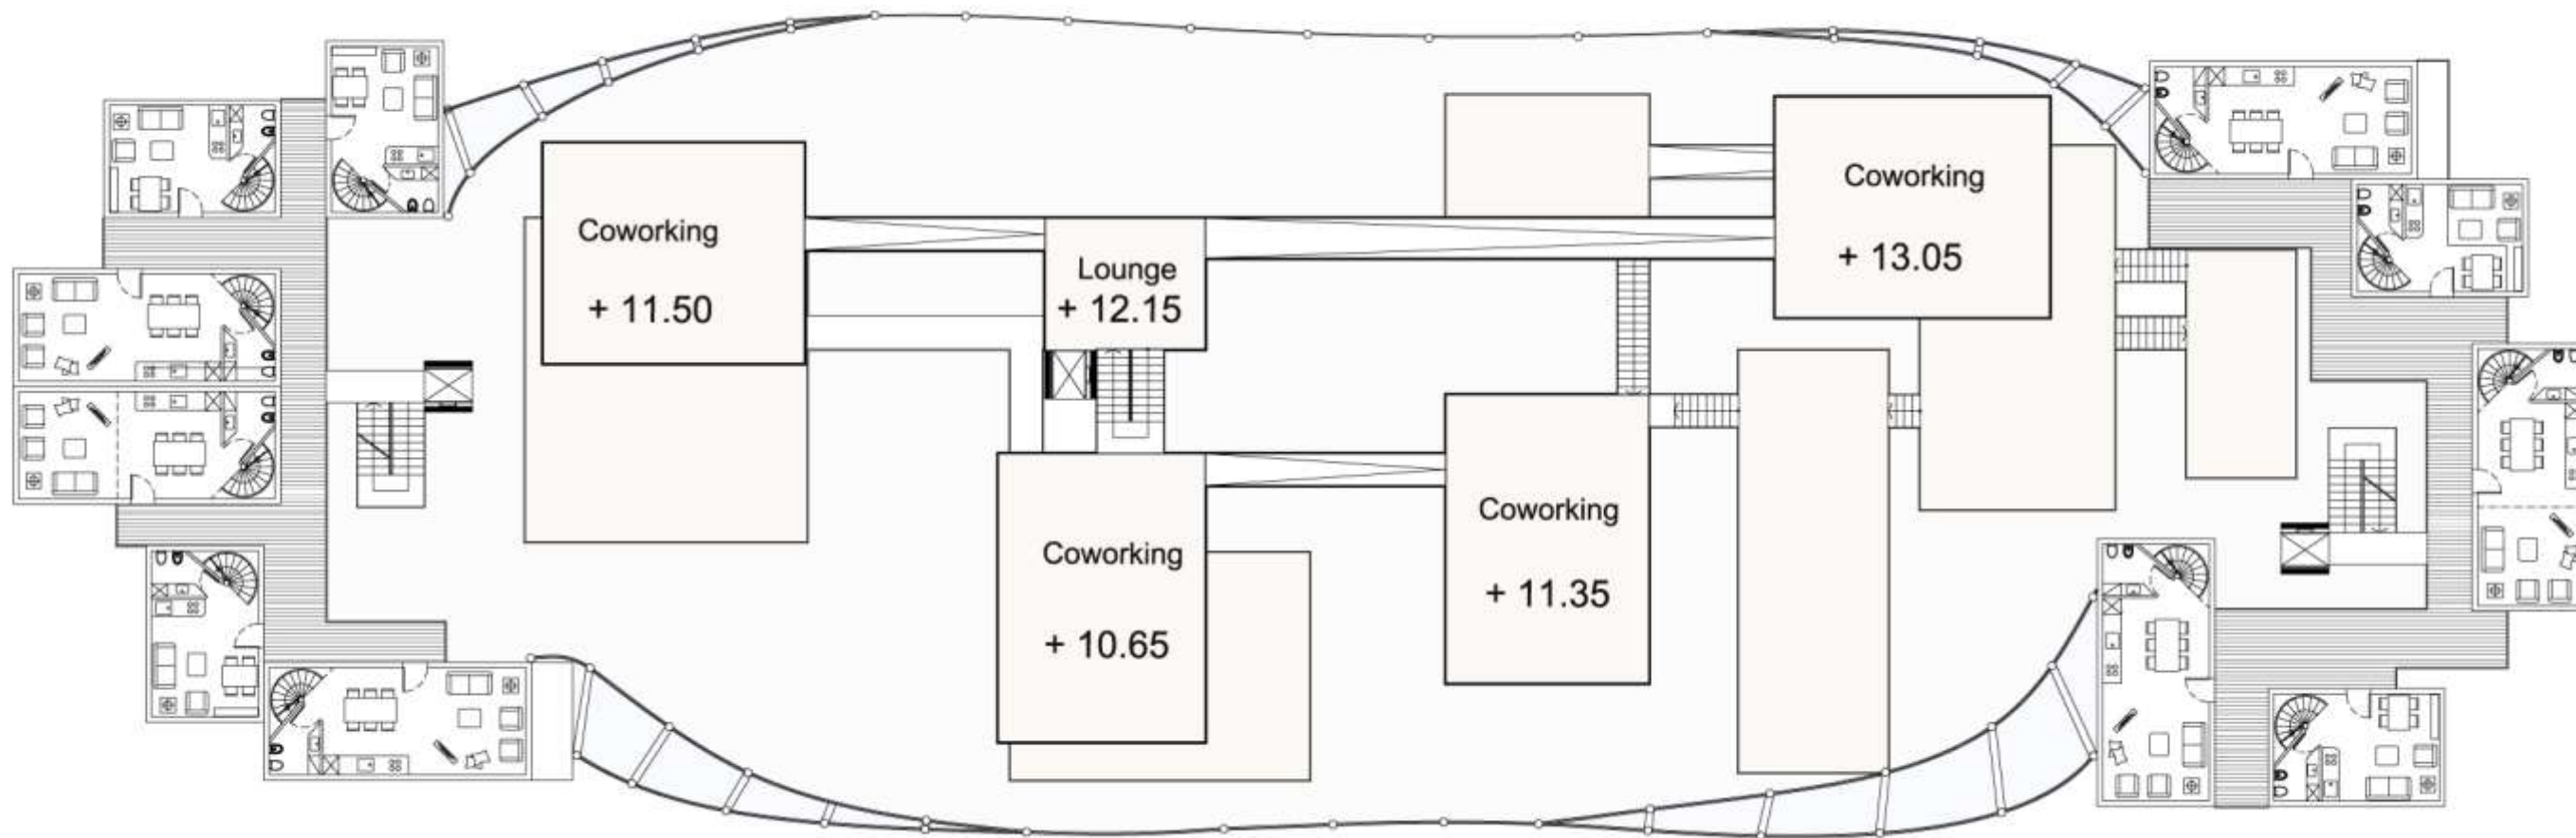 Coworking
+ 11.50
Lounge
+ 12.15
Coworking
+ 13.05
Coworking
+ 10.65
Coworking
+ 11.35